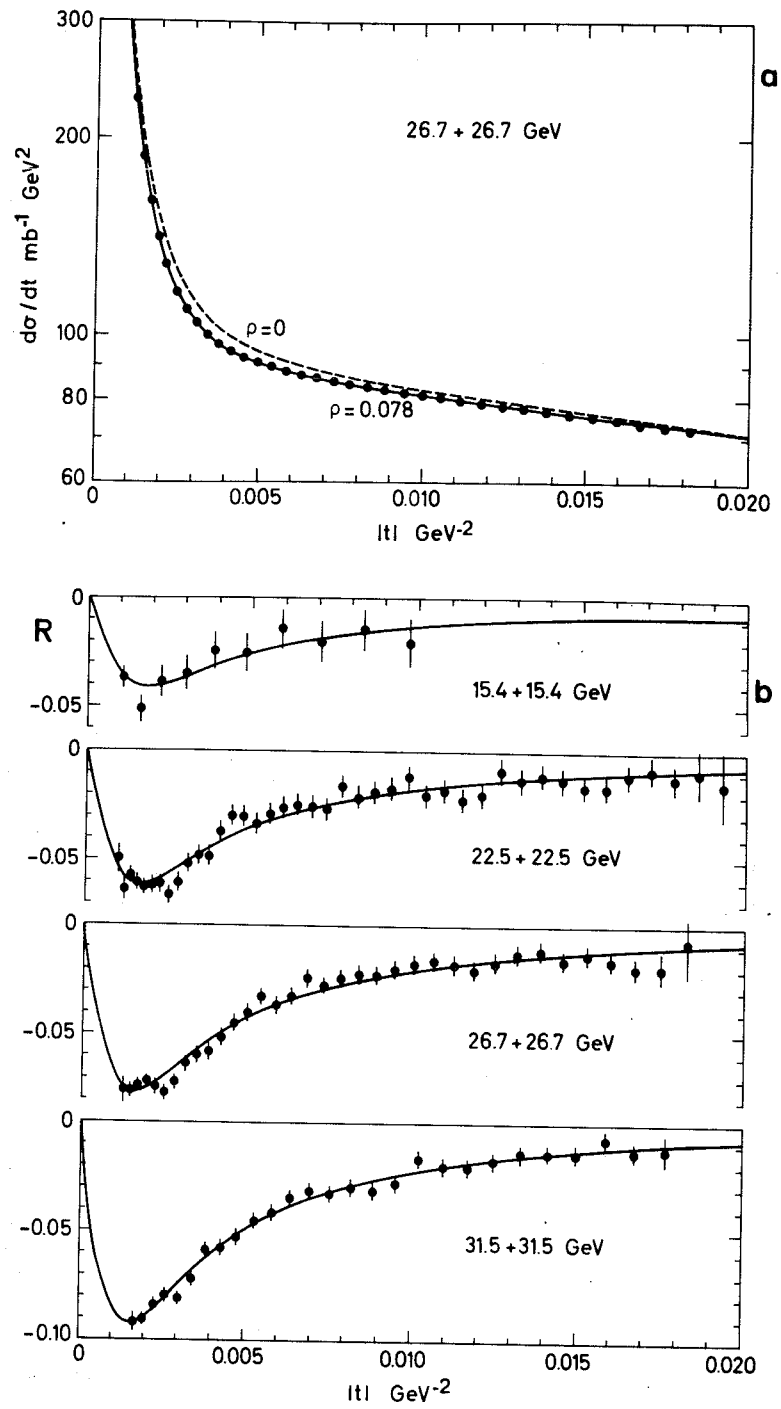 300
200
100
80
60
dσ/dt mb⁻¹ GeV²
a
26.7 + 26.7 GeV
ρ = 0
ρ = 0.078
0 0.005 0.010 0.015 0.020
|t| GeV⁻²
0
R
-0.05
15.4 + 15.4 GeV
b
0
-0.05
22.5 + 22.5 GeV
0
-0.05
26.7 + 26.7 GeV
0
-0.05
-0.10
31.5 + 31.5 GeV
0 0.005 0.010 0.015 0.020
|t| GeV⁻²